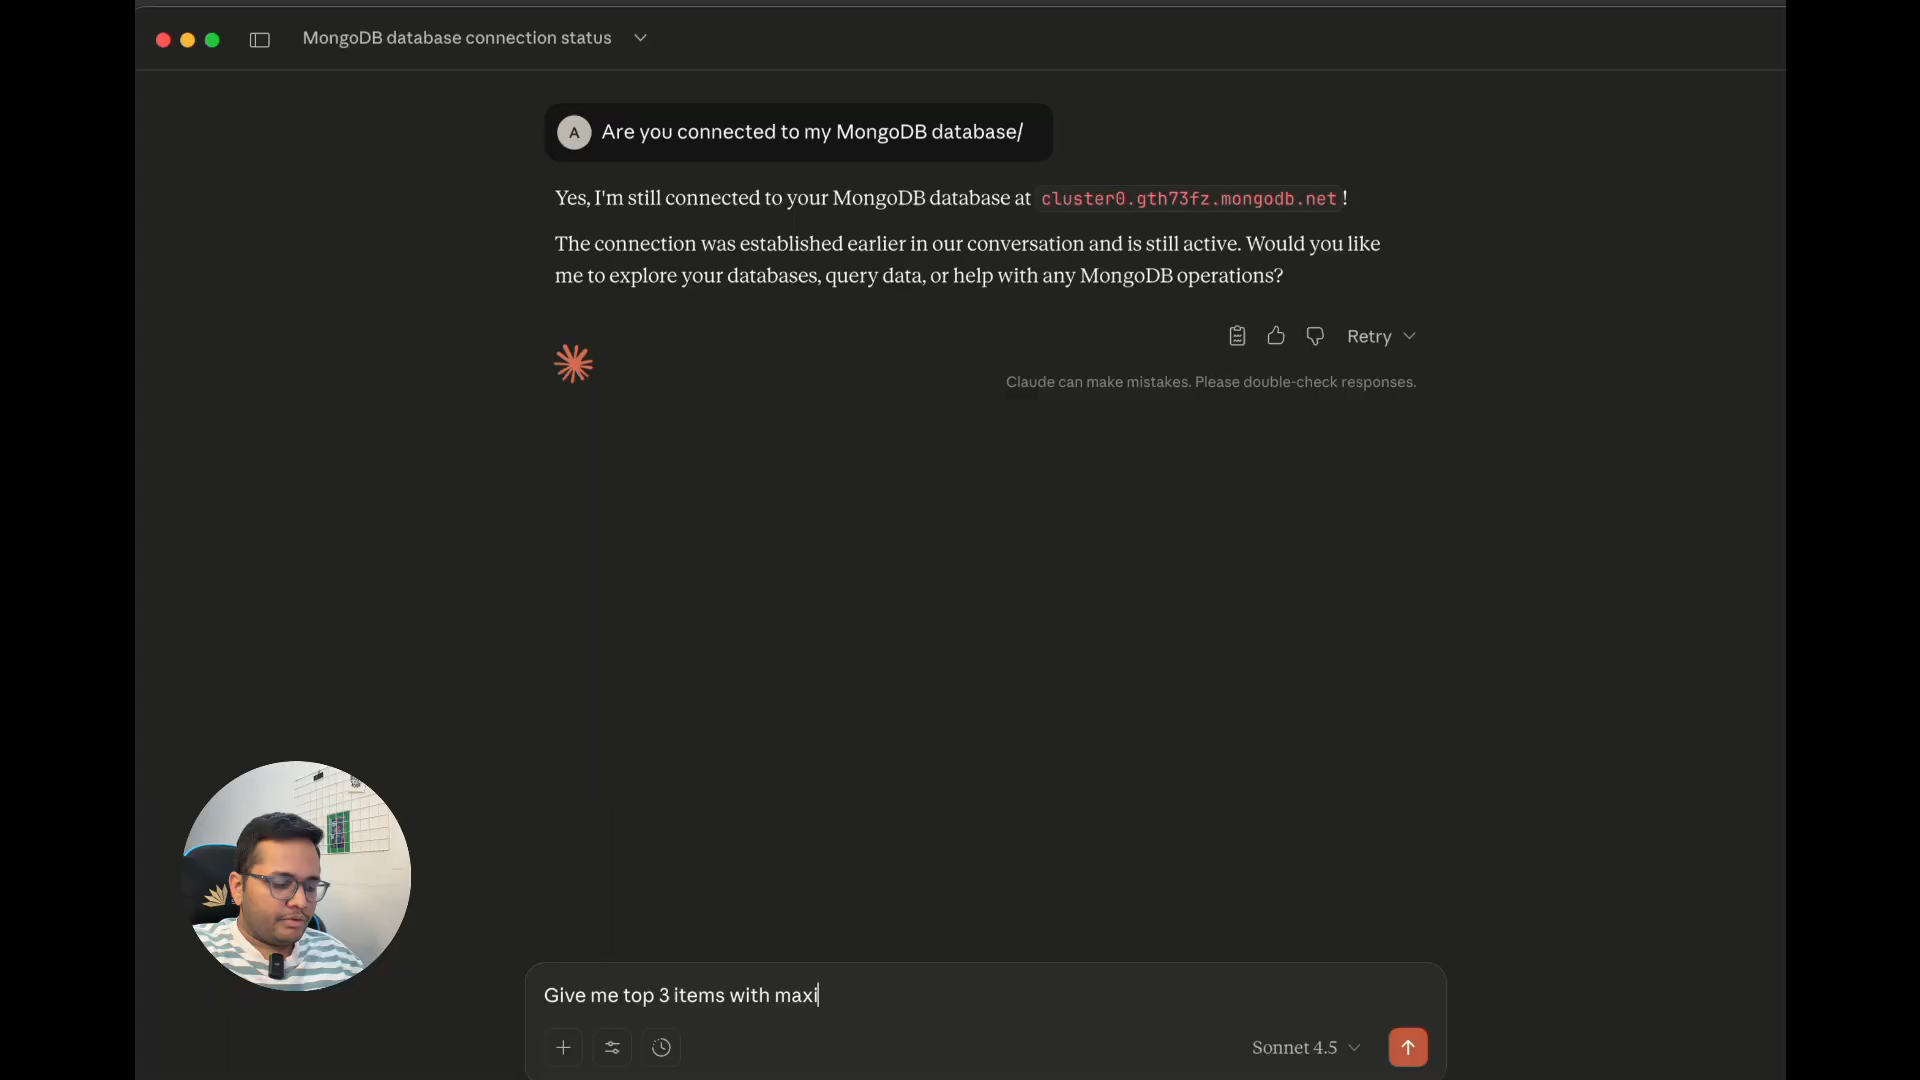 MongoDB database connection status
A Are you connected to my MongoDB database/
Yes, I'm still connected to your MongoDB database at cluster0.gth73fz.mongodb.net!
The connection was established earlier in our conversation and is still active. Would you like
me to explore your databases, query data, or help with any MongoDB operations?
Retry
Claude can make mistakes. Please double-check responses.
Give me top 3 items with maxi
Sonnet 4.5